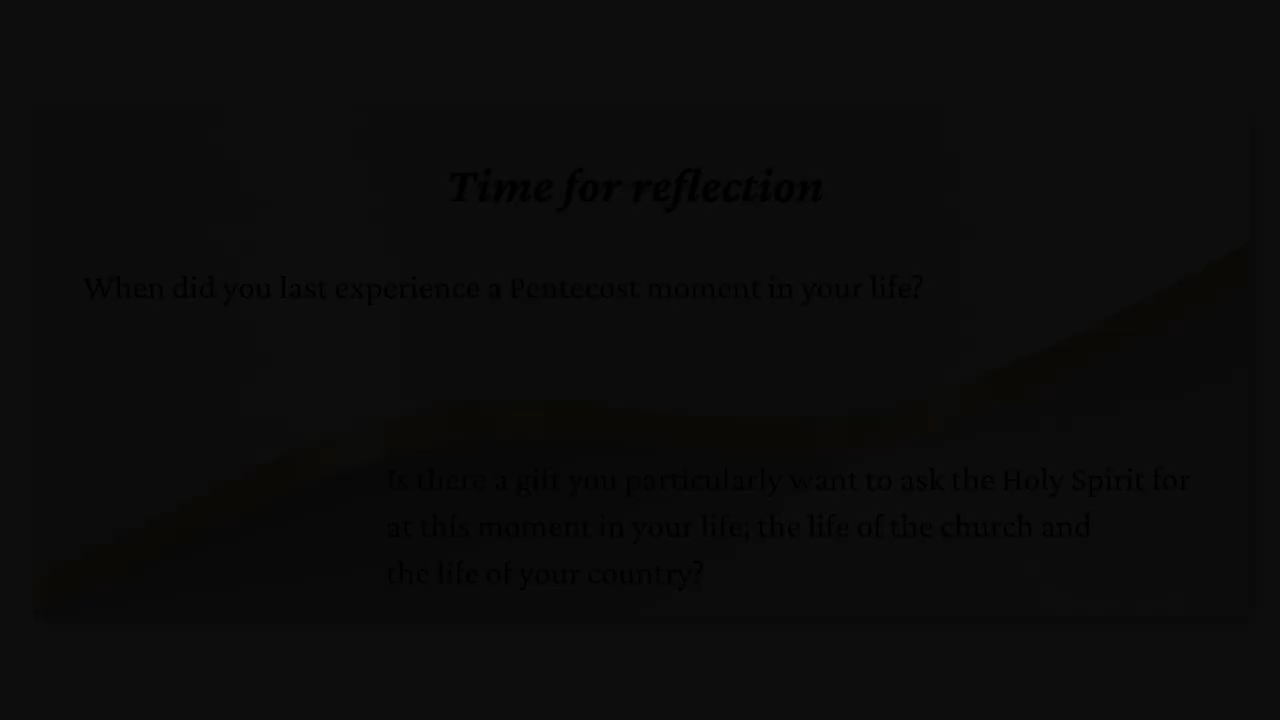 Time for reflection
When did you last experience a Pentecost moment in your life?
Is there a gift you particularly want to ask the Holy Spirit for
at this moment in your life; the life of the church and
the life of your country?